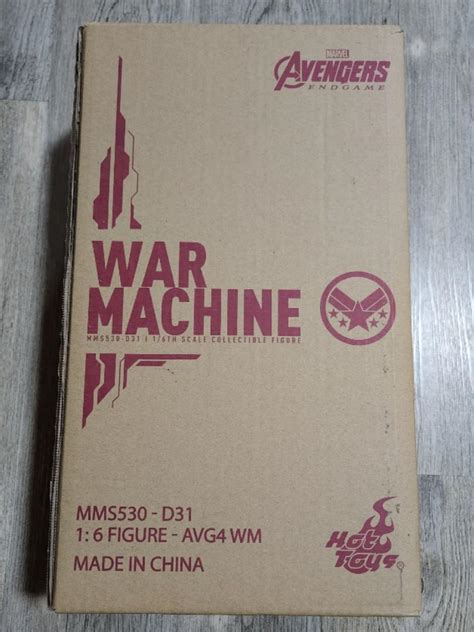 MARVEL
AVENGERS
ENDGAME
WAR
MACHINE
MMS530-D31 | 1/6TH SCALE COLLECTIBLE FIGURE
MMS530 - D31
1: 6 FIGURE - AVG4 WM
MADE IN CHINA
Hot
Toys